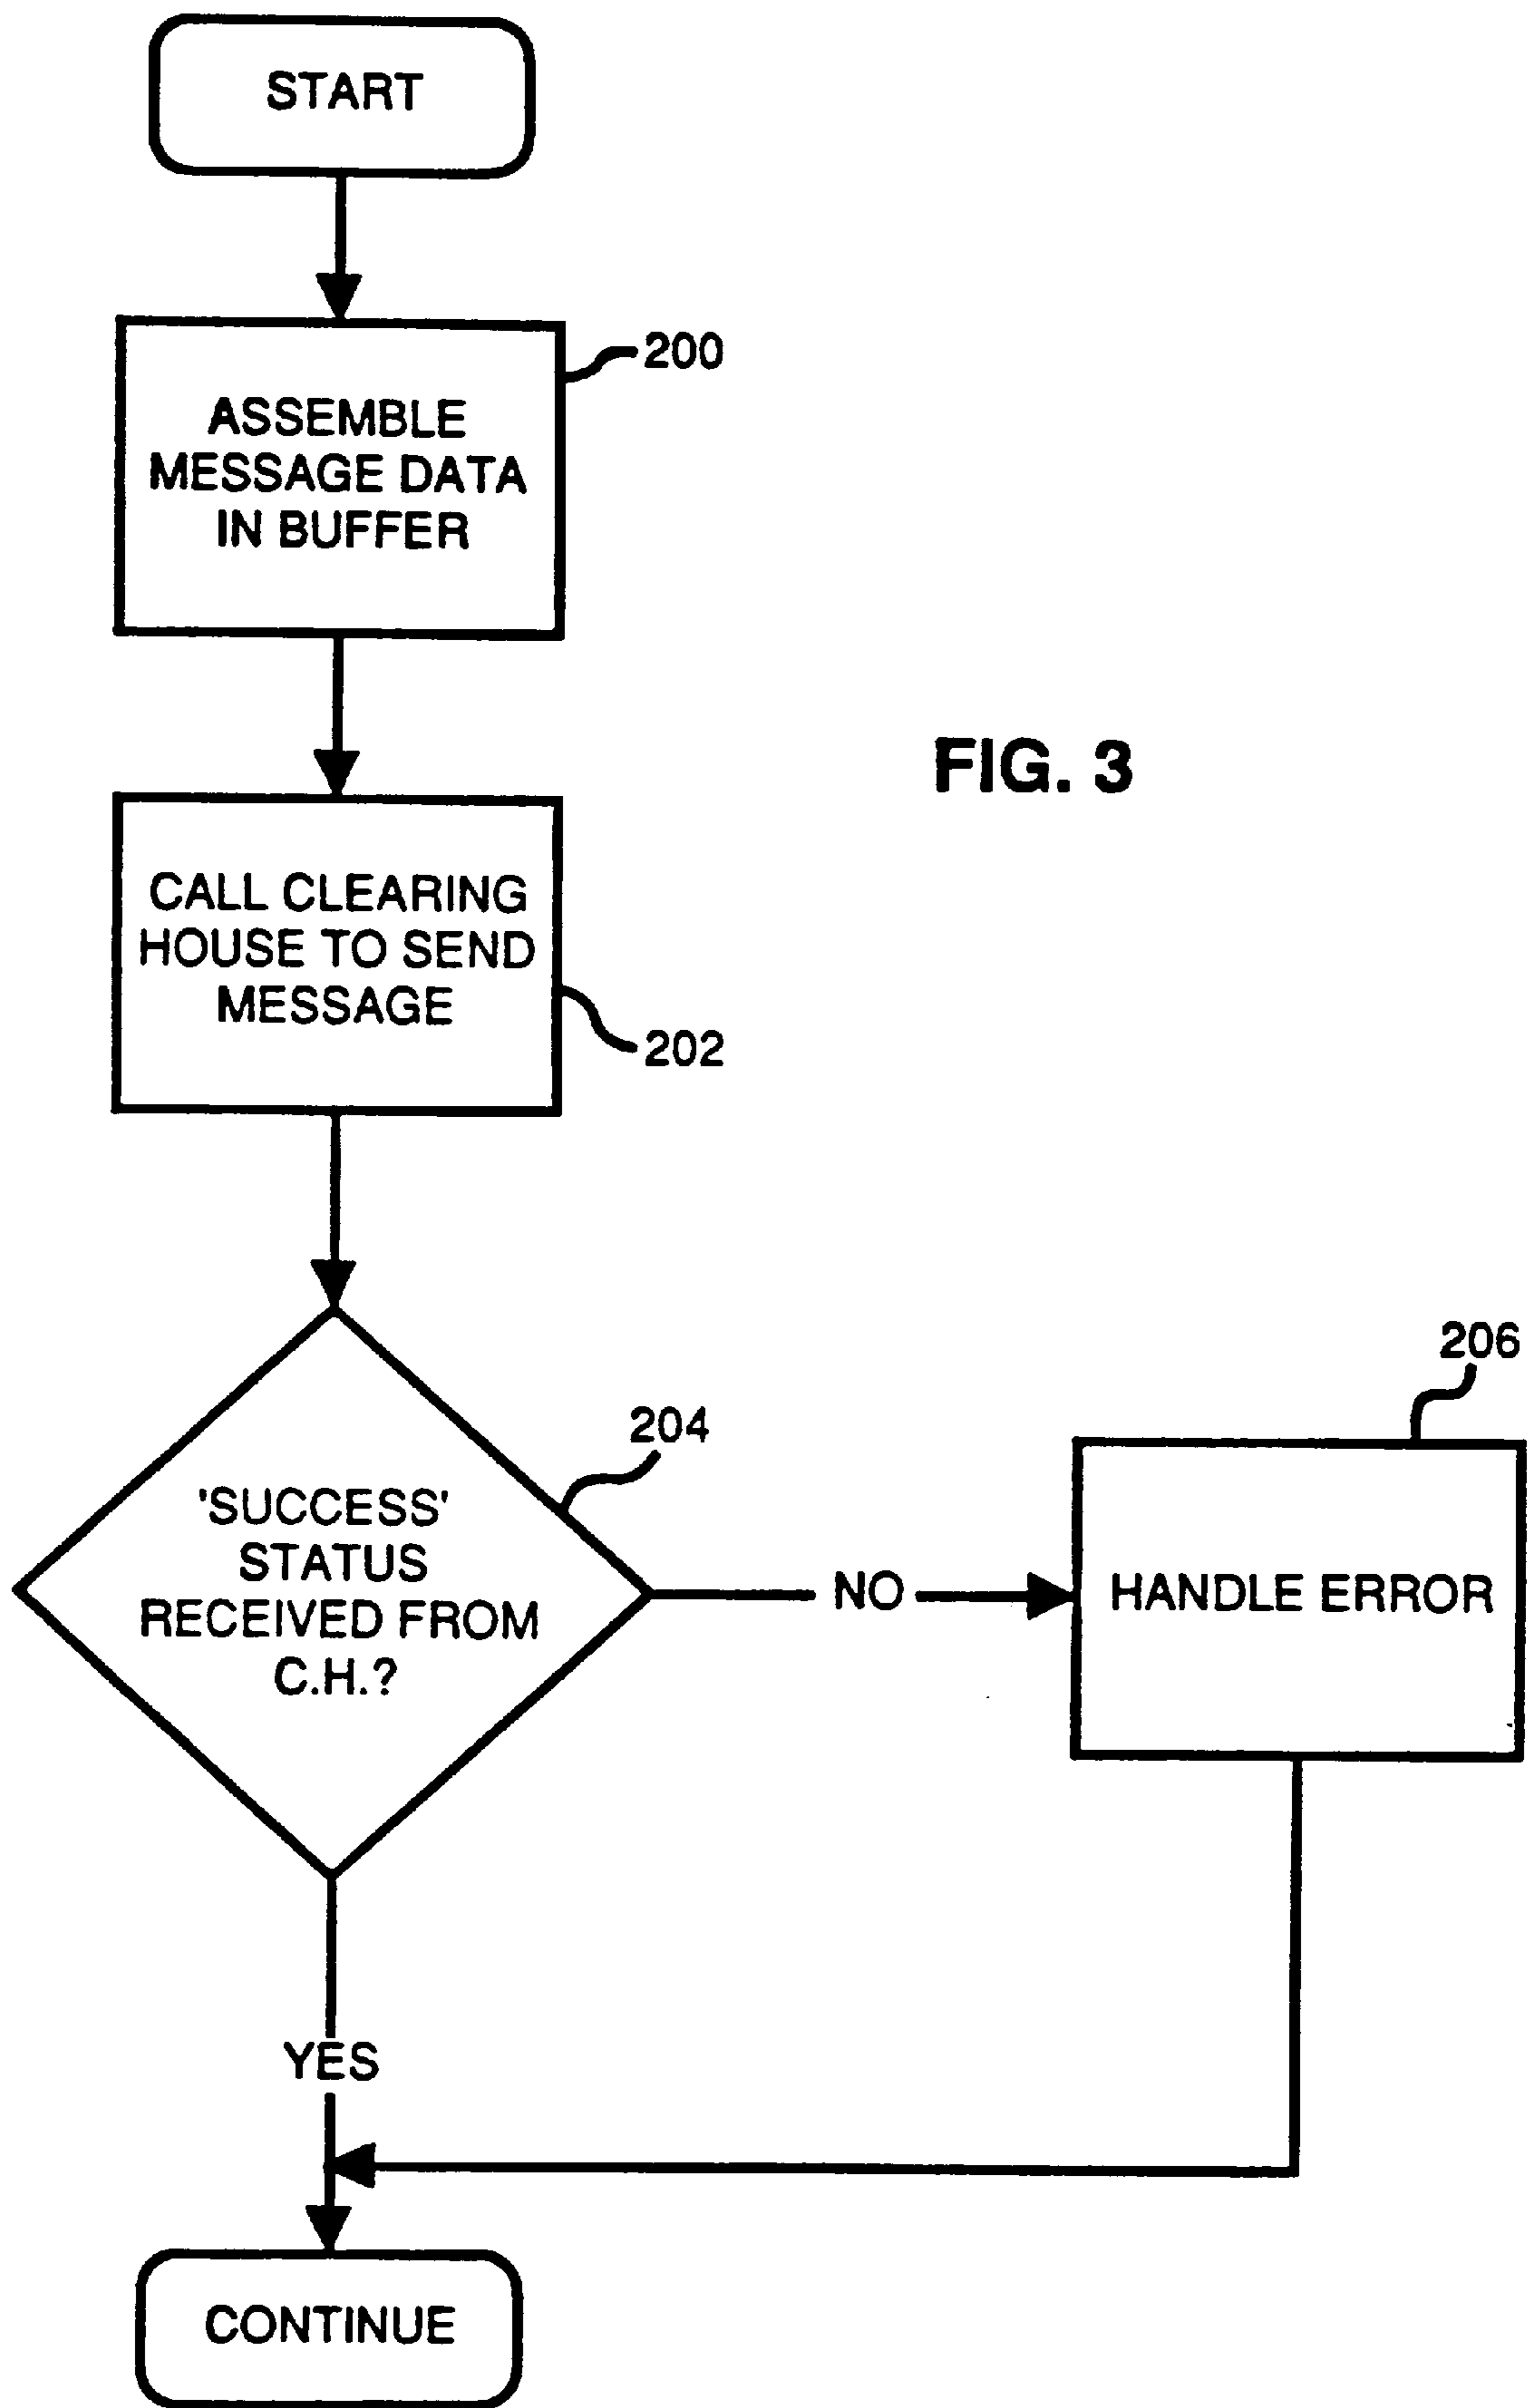 START
200
ASSEMBLE
MESSAGE DATA
IN BUFFER
FIG. 3
CALL CLEARING
HOUSE TO SEND
MESSAGE
202
206
204
'SUCCESS'
STATUS
RECEIVED FROM
C.H.?
NO
HANDLE ERROR
YES
CONTINUE